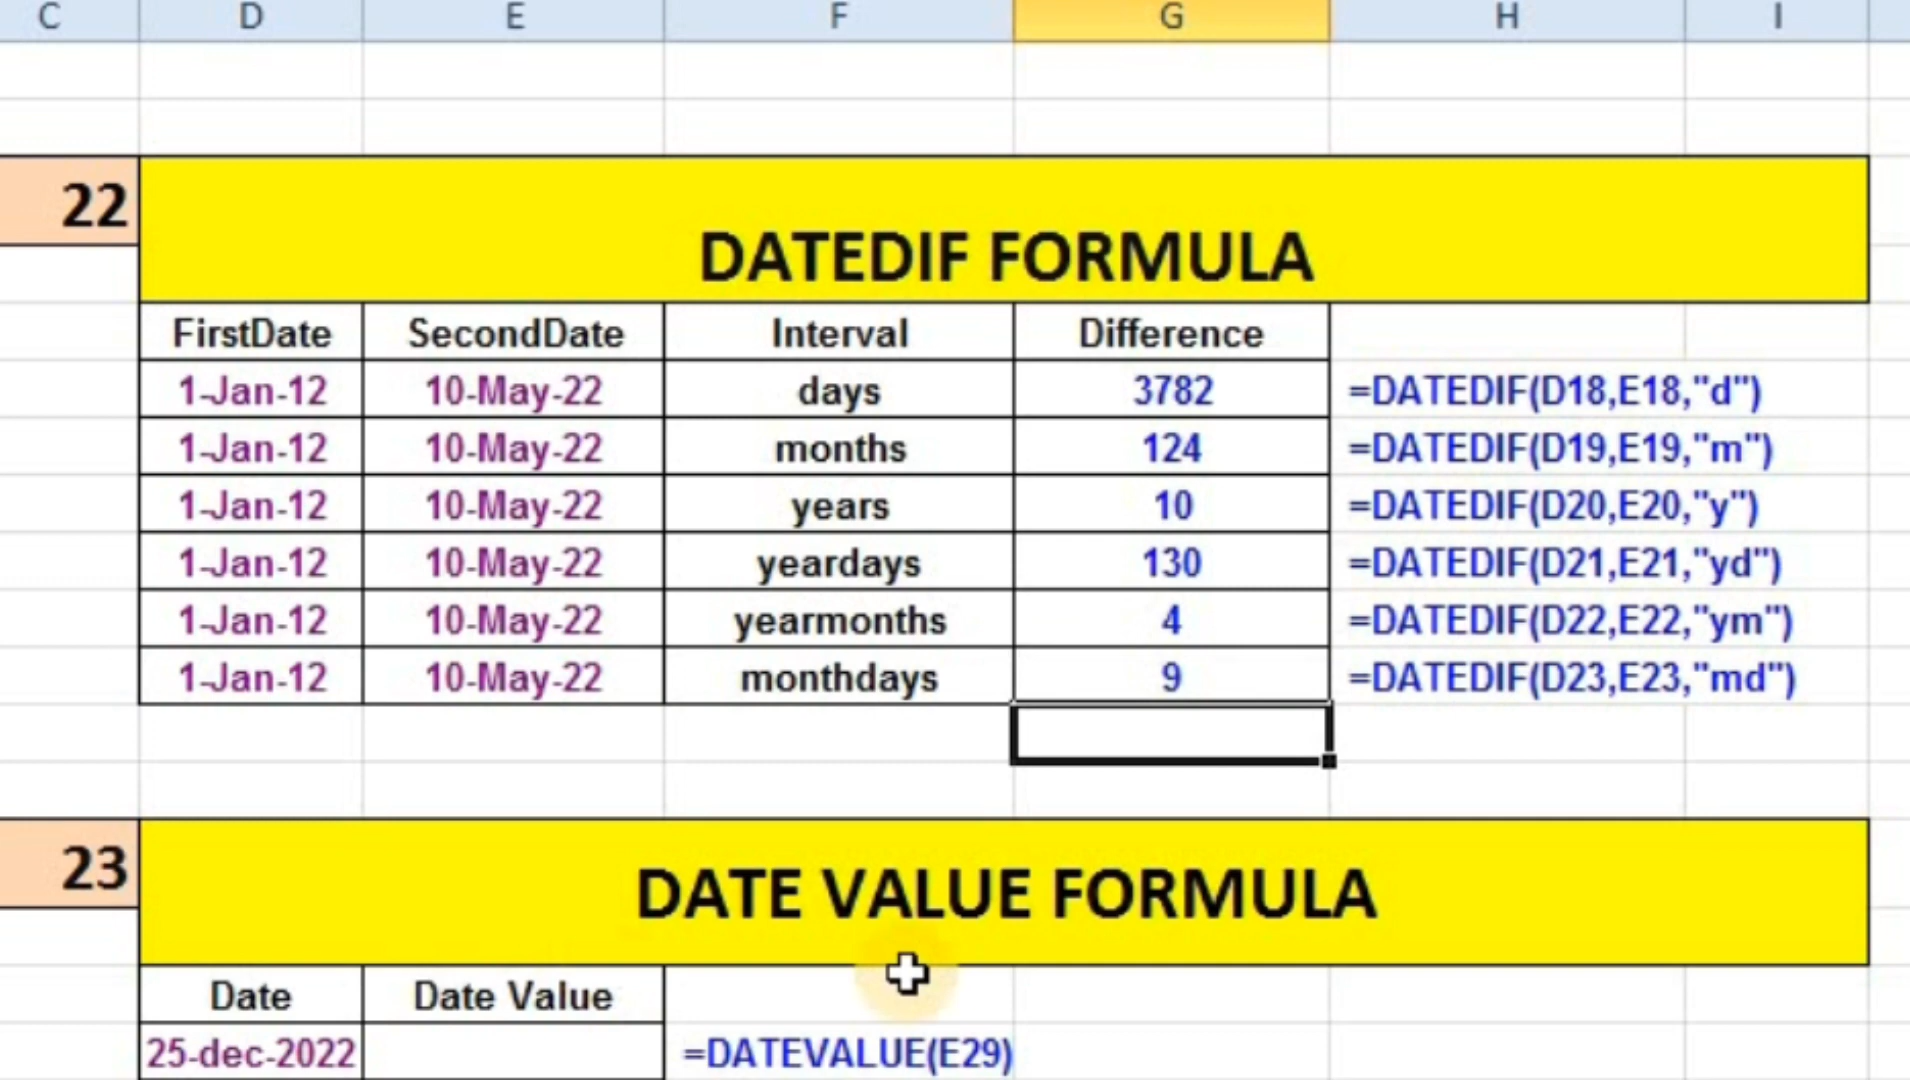 C D E F G H I
22
DATEDIF FORMULA
FirstDate SecondDate Interval Difference
1-Jan-12 10-May-22 days 3782 =DATEDIF(D18,E18,"d")
1-Jan-12 10-May-22 months 124 =DATEDIF(D19,E19,"m")
1-Jan-12 10-May-22 years 10 =DATEDIF(D20,E20,"y")
1-Jan-12 10-May-22 yeardays 130 =DATEDIF(D21,E21,"yd")
1-Jan-12 10-May-22 yearmonths 4 =DATEDIF(D22,E22,"ym")
1-Jan-12 10-May-22 monthdays 9 =DATEDIF(D23,E23,"md")
23
DATE VALUE FORMULA
Date Date Value
25-dec-2022 =DATEVALUE(E29)